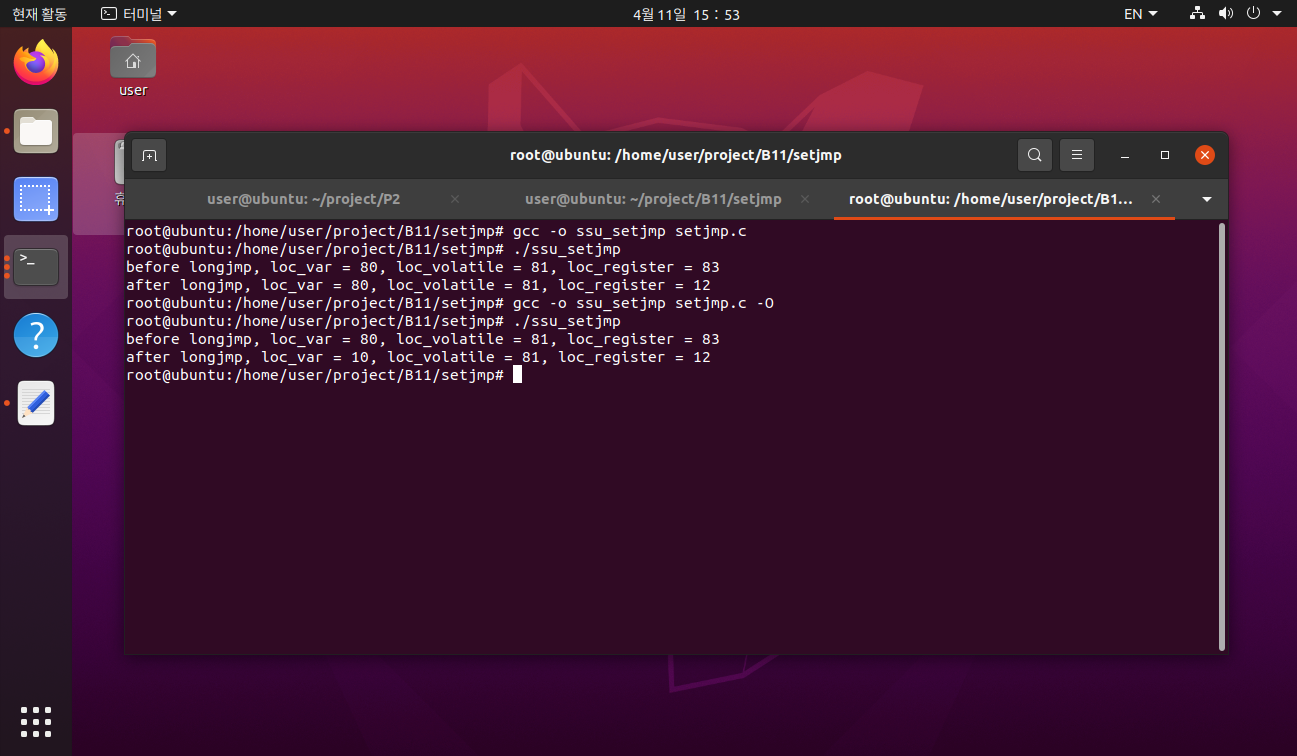 현재 활동 터미널 4월 11일 15 : 53 EN
user
휴
root@ubuntu: /home/user/project/B11/setjmp
user@ubuntu: ~/project/P2 user@ubuntu: ~/project/B11/setjmp root@ubuntu: /home/user/project/B1...
root@ubuntu:/home/user/project/B11/setjmp# gcc -o ssu_setjmp setjmp.c
root@ubuntu:/home/user/project/B11/setjmp# ./ssu_setjmp
before longjmp, loc_var = 80, loc_volatile = 81, loc_register = 83
after longjmp, loc_var = 80, loc_volatile = 81, loc_register = 12
root@ubuntu:/home/user/project/B11/setjmp# gcc -o ssu_setjmp setjmp.c -O
root@ubuntu:/home/user/project/B11/setjmp# ./ssu_setjmp
before longjmp, loc_var = 80, loc_volatile = 81, loc_register = 83
after longjmp, loc_var = 10, loc_volatile = 81, loc_register = 12
root@ubuntu:/home/user/project/B11/setjmp#